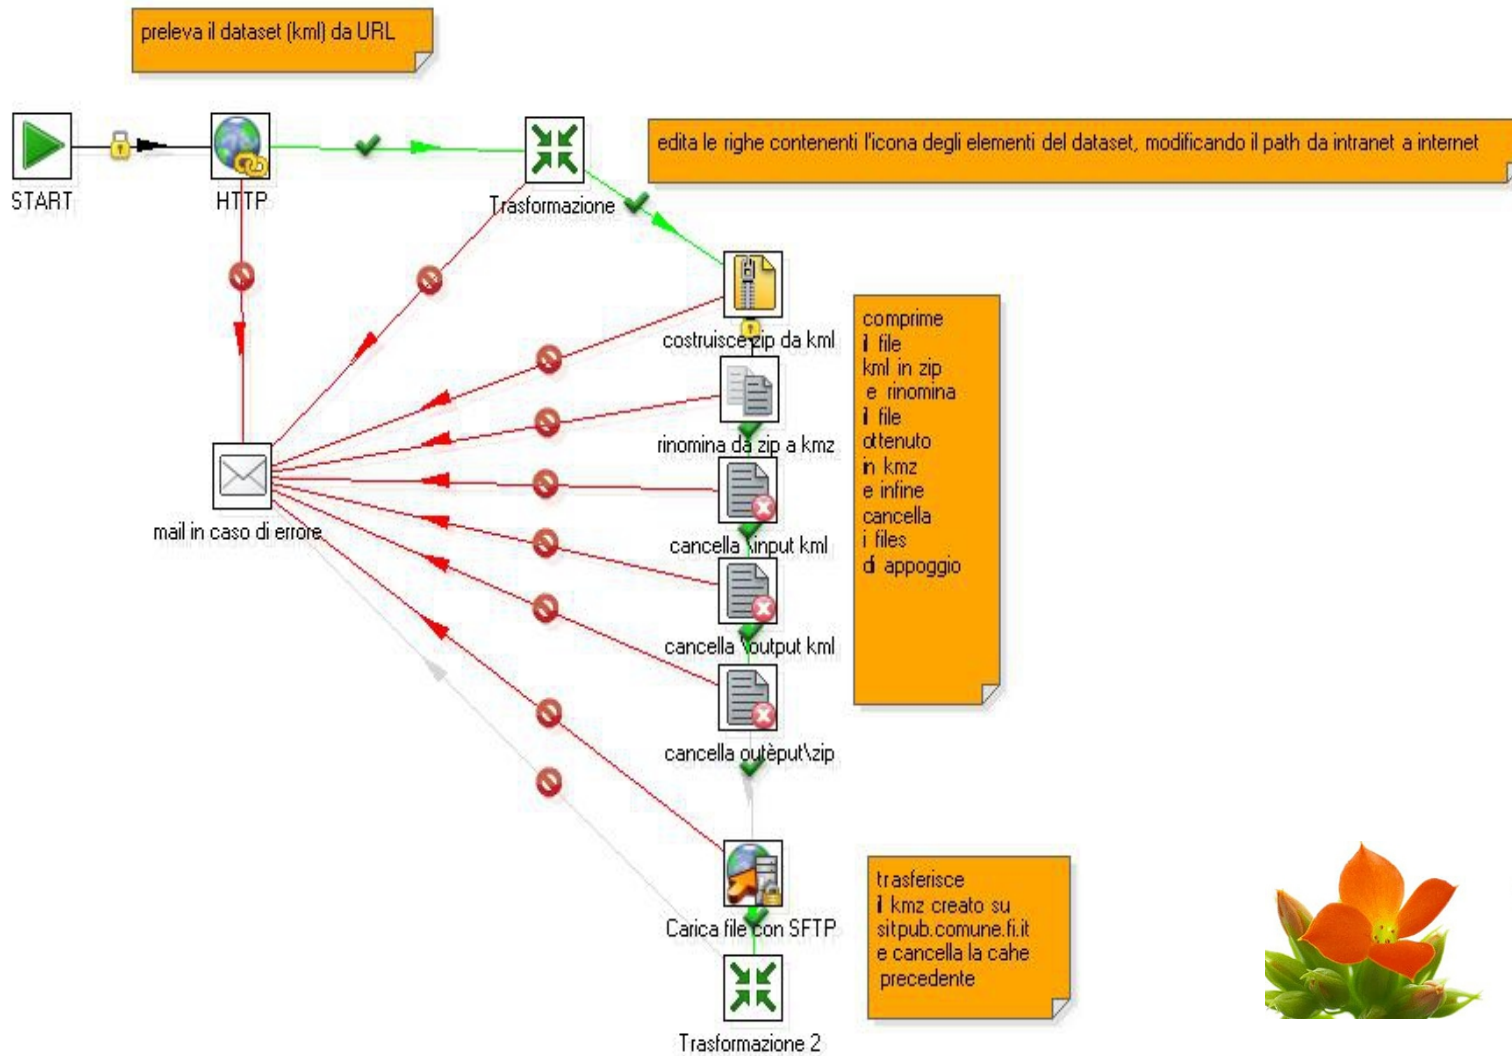 preleva il dataset (kml) da URL
edita le righe contenenti l'icona degli elementi del dataset, modificando il path da intranet a internet
START
HTTP
Trasformazione
costruisce zip da kml
comprime
il file
kml in zip
e rinomina
il file
ottenuto
in kmz
e infine
cancella
i files
di appoggio
rinomina da zip a kmz
mail in caso di errore
cancella \input kml
cancella \output kml
cancella outèput\zip
trasferisce
il kmz creato su
sitpub.comune.fi.it
e cancella la cahe
precedente
Carica file con SFTP
Trasformazione 2